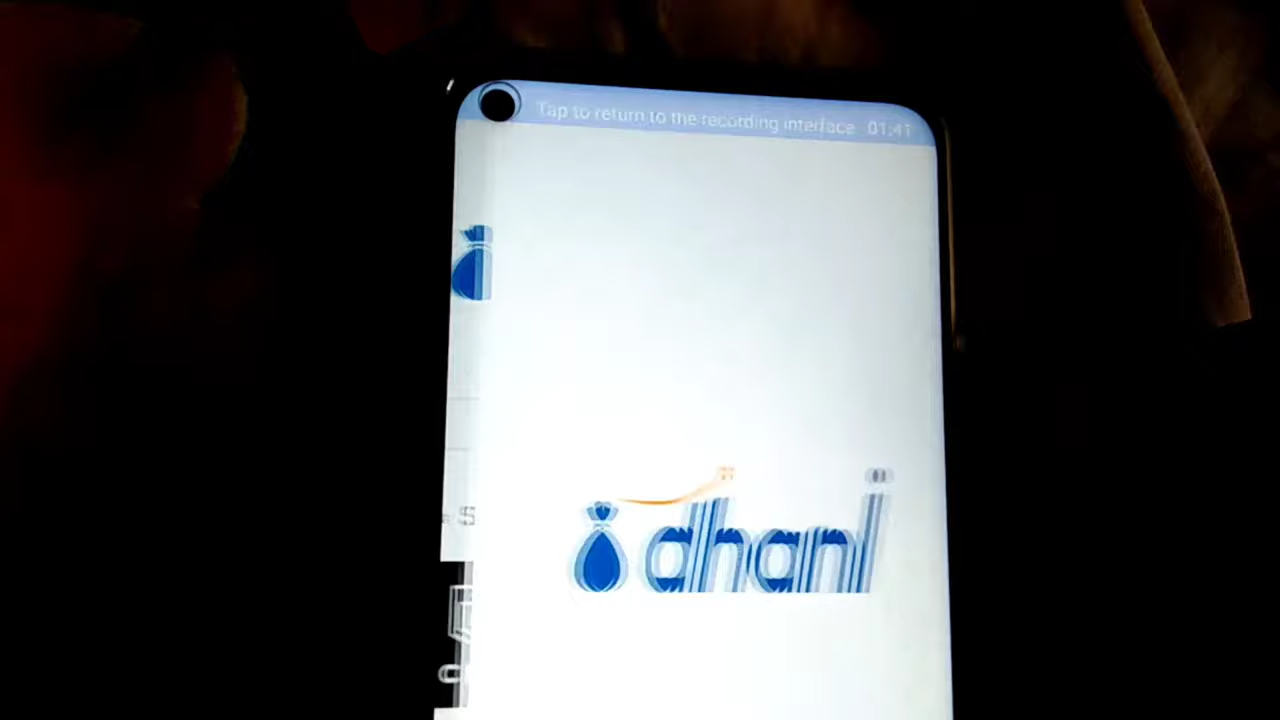 Tap to return to the recording interface 01:41
dhani